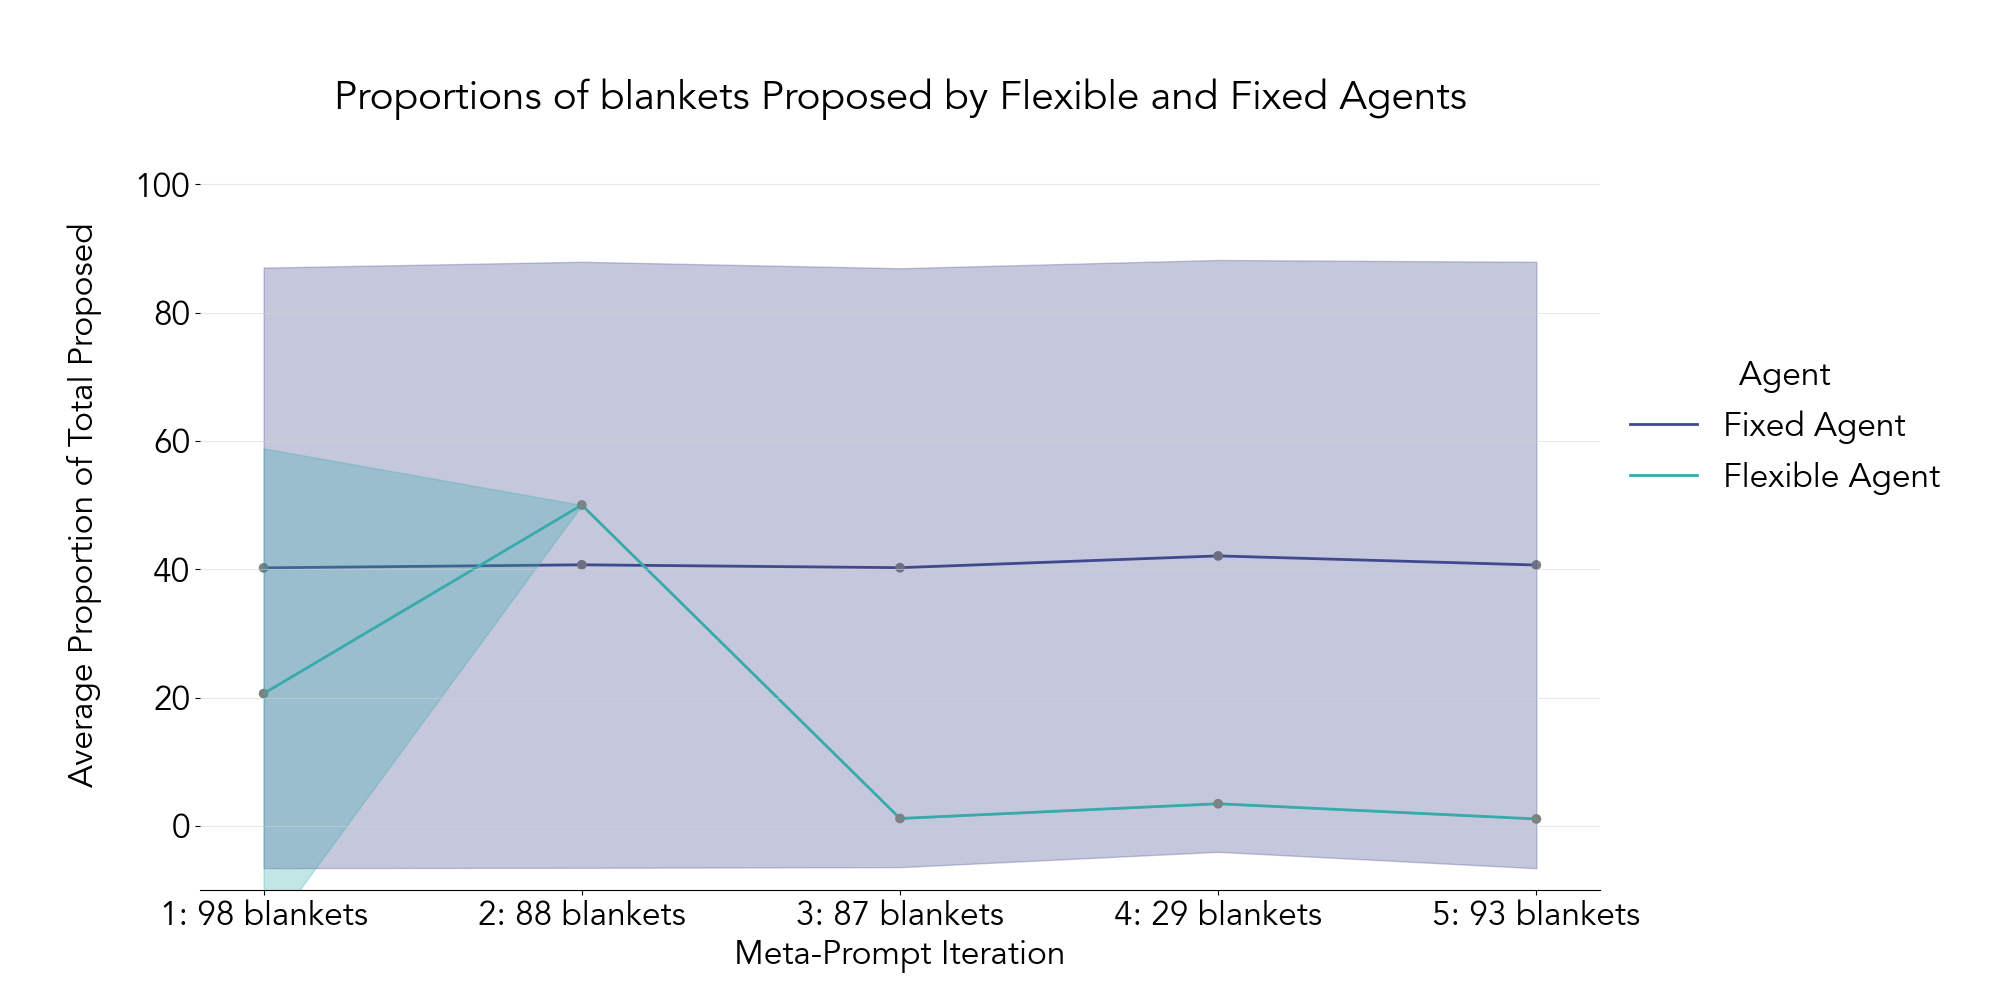 Proportions of blankets Proposed by Flexible and Fixed Agents
Average Proportion of Total Proposed
100
80
60
40
20
0
1: 98 blankets
2: 88 blankets
3: 87 blankets
4: 29 blankets
5: 93 blankets
Meta-Prompt Iteration
Agent
Fixed Agent
Flexible Agent